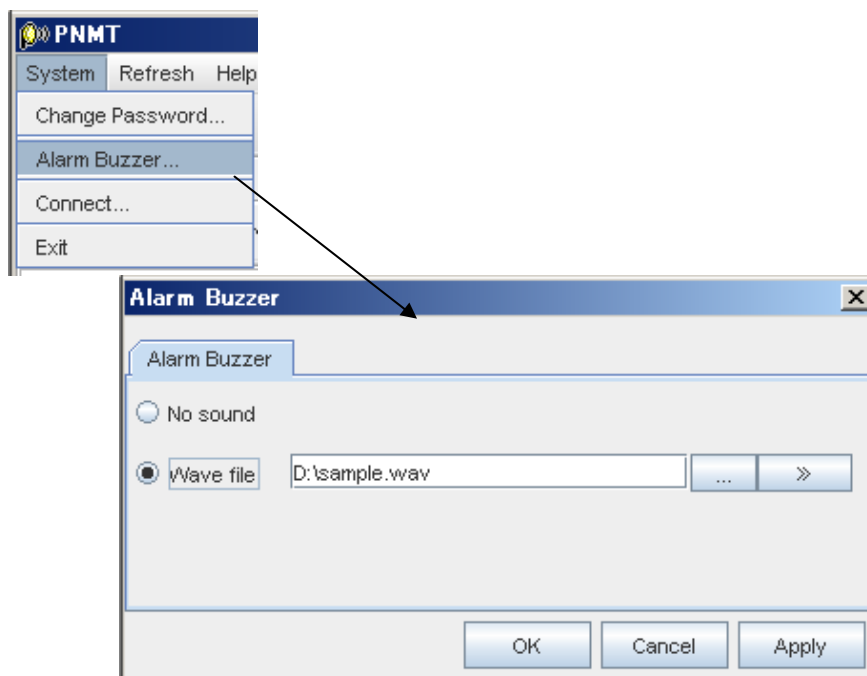 PNMT
System Refresh Help
Change Password...
Alarm Buzzer...
Connect...
Exit
Alarm Buzzer
Alarm Buzzer
No sound
Wave file D:\sample.wav ... »
OK Cancel Apply